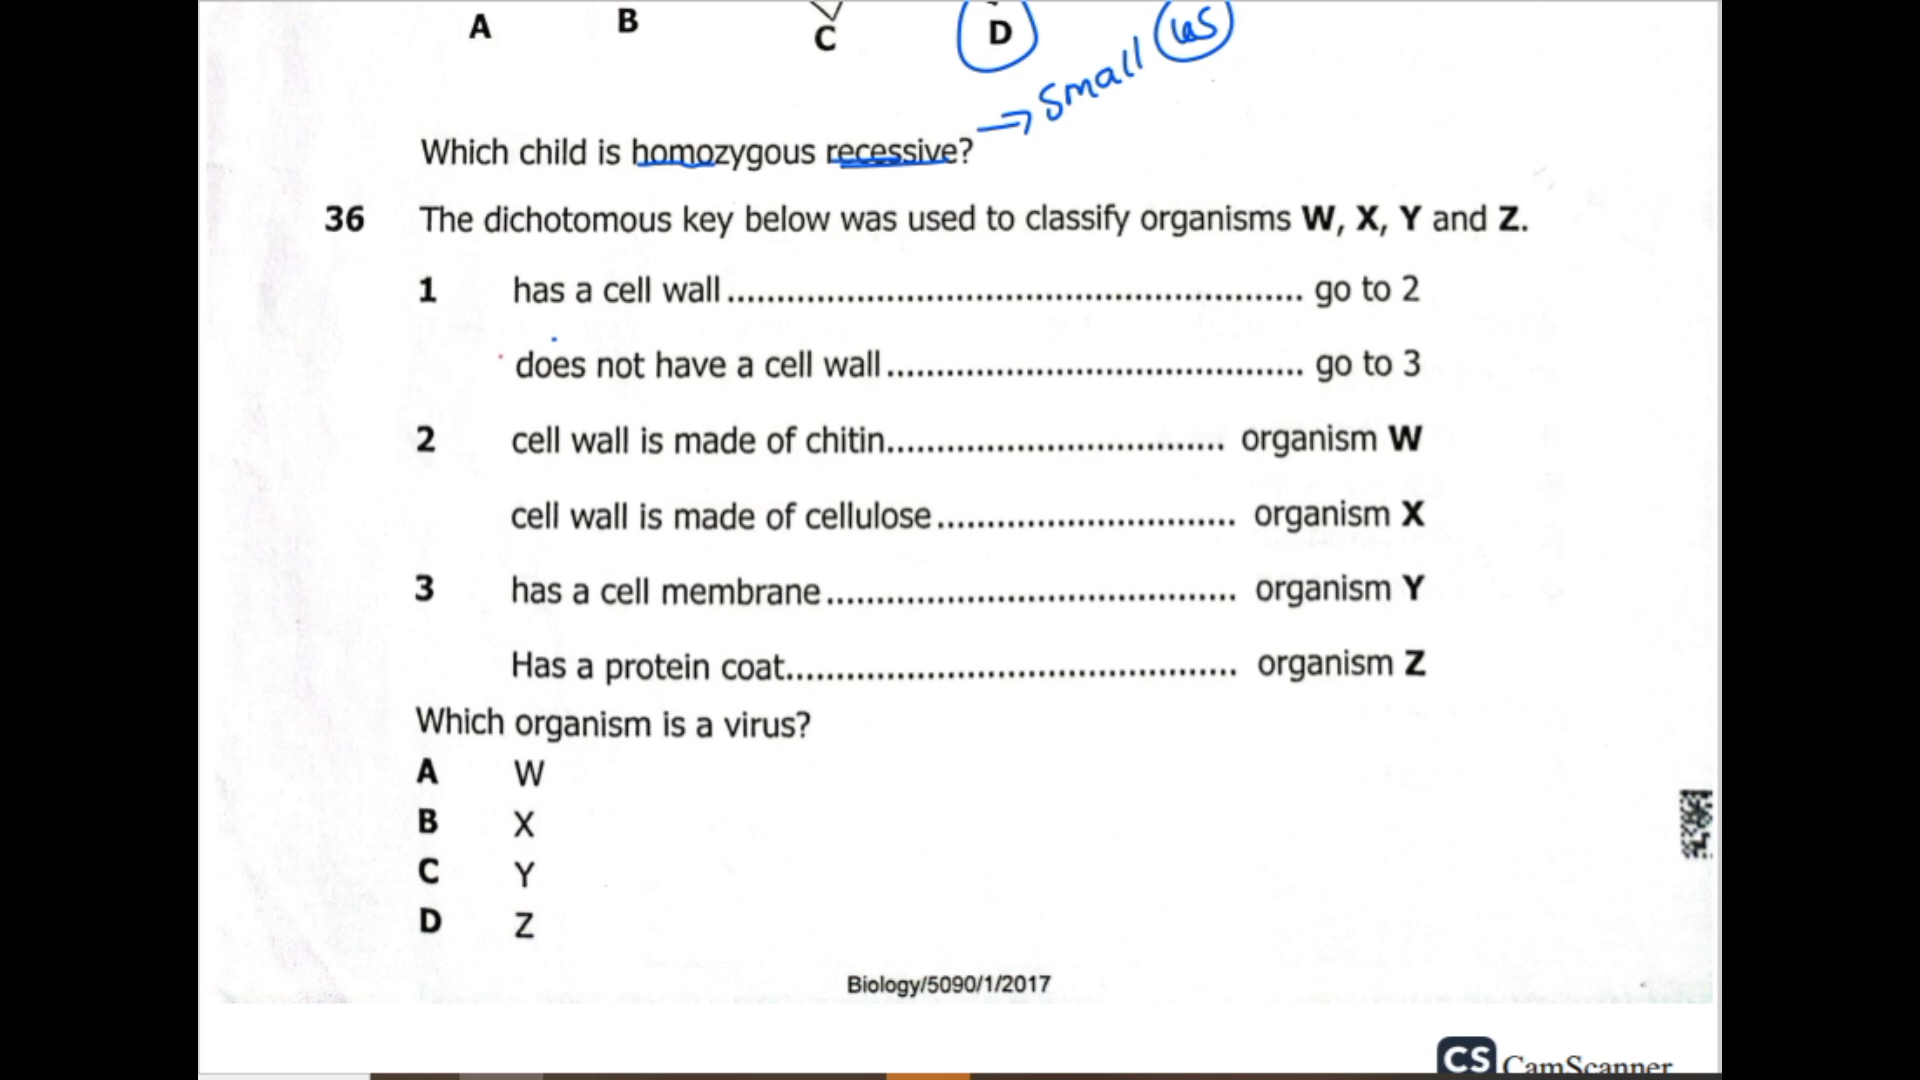 A B C D
→ small (ws)
Which child is homozygous recessive?
36 The dichotomous key below was used to classify organisms W, X, Y and Z.
1 has a cell wall.......................................................... go to 2
does not have a cell wall.......................................... go to 3
2 cell wall is made of chitin.................................. organism W
cell wall is made of cellulose.............................. organism X
3 has a cell membrane......................................... organism Y
Has a protein coat............................................. organism Z
Which organism is a virus?
A W
B X
C Y
D Z
Biology/5090/1/2017
CS CamScanner